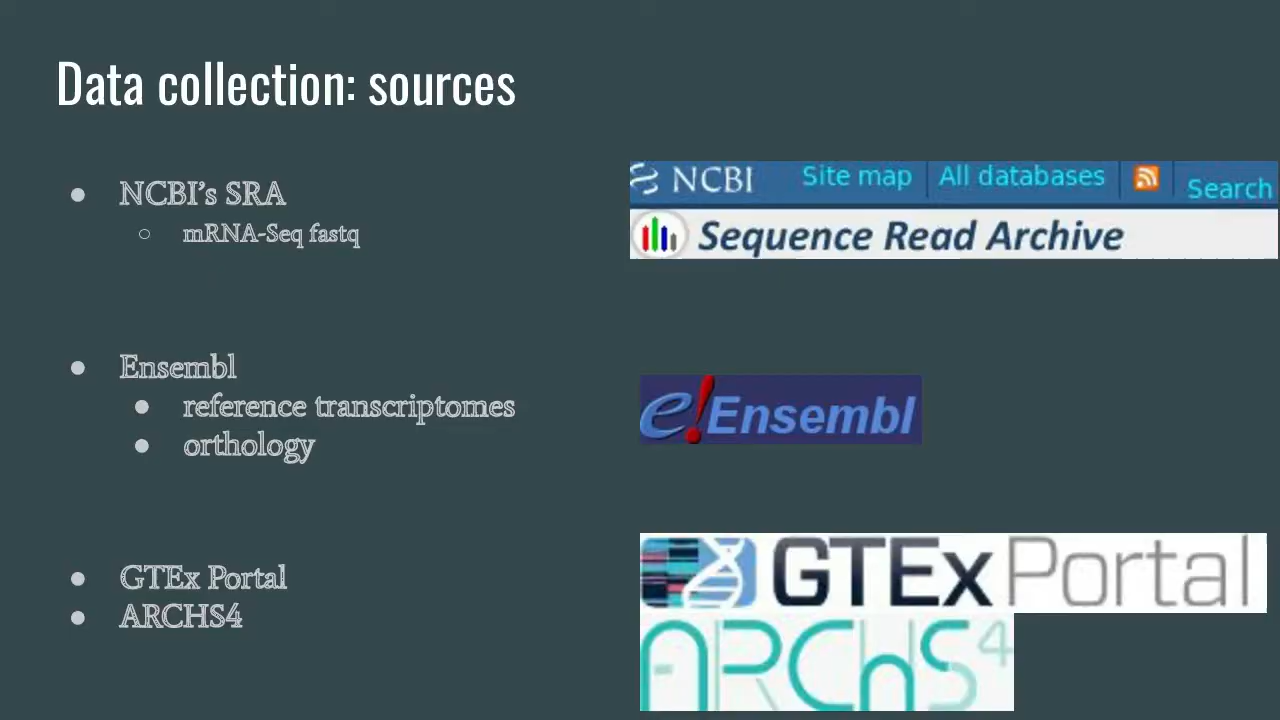 Data collection: sources
● NCBI's SRA
○ mRNA-Seq fastq
● Ensembl
● reference transcriptomes
● orthology
● GTEx Portal
● ARCHS4
NCBI Site map All databases Search
Sequence Read Archive
e!Ensembl
GTEx Portal
ARCHS4